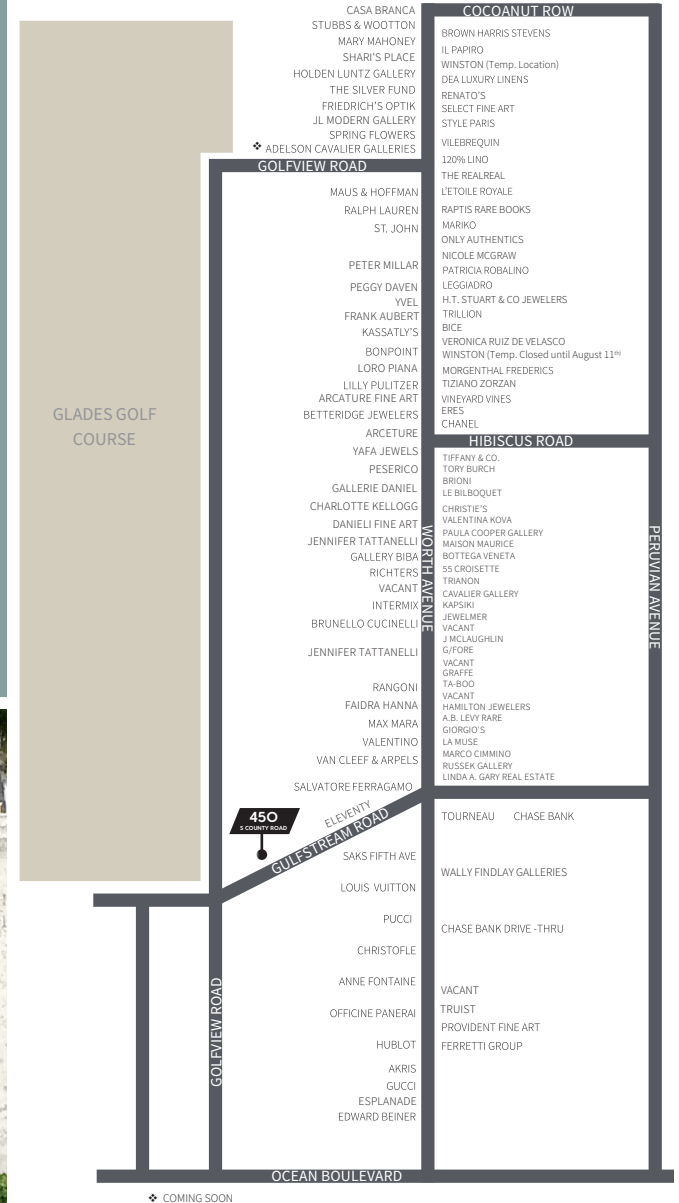 CASA BRANCA
STUBBS & WOOTTON
MARY MAHONEY
SHARI'S PLACE
HOLDEN LUNTZ GALLERY
THE SILVER FUND
FRIEDRICH'S OPTIK
JL MODERN GALLERY
SPRING FLOWERS
❖ ADELSON CAVALIER GALLERIES
GOLFVIEW ROAD
MAUS & HOFFMAN
RALPH LAUREN
ST. JOHN
PETER MILLAR
PEGGY DAVEN
YVEL
FRANK AUBERT
KASSATLY'S
BONPOINT
LORO PIANA
LILLY PULITZER
ARCATURE FINE ART
BETTERIDGE JEWELERS
ARCETURE
YAFA JEWELS
PESERICO
GALLERIE DANIEL
CHARLOTTE KELLOGG
DANIELI FINE ART
JENNIFER TATTANELLI
GALLERY BIBA
RICHTERS
VACANT
INTERMIX
BRUNELLO CUCINELLI
JENNIFER TATTANELLI
RANGONI
FAIDRA HANNA
MAX MARA
VALENTINO
VAN CLEEF & ARPELS
SALVATORE FERRAGAMO
COCOANUT ROW
BROWN HARRIS STEVENS
IL PAPIRO
WINSTON (Temp. Location)
DEA LUXURY LINENS
RENATO'S
SELECT FINE ART
STYLE PARIS
VILEBREQUIN
120% LINO
THE REALREAL
L'ETOILE ROYALE
RAPTIS RARE BOOKS
MARIKO
ONLY AUTHENTICS
NICOLE MCGRAW
PATRICIA ROBALINO
LEGGIADRO
H.T. STUART & CO JEWELERS
TRILLION
BICE
VERONICA RUIZ DE VELASCO
WINSTON (Temp. Closed until August 11th)
MORGENTHAL FREDERICS
TIZIANO ZORZAN
VINEYARD VINES
ERES
CHANEL
HIBISCUS ROAD
TIFFANY & CO.
TORY BURCH
BRIONI
LE BILBOQUET
CHRISTIE'S
VALENTINA KOVA
PAULA COOPER GALLERY
MAISON MAURICE
BOTTEGA VENETA
55 CROISETTE
TRIANON
CAVALIER GALLERY
KAPSIKI
JEWELMER
VACANT
J MCLAUGHLIN
G/FORE
VACANT
GRAFFE
TA-BOO
VACANT
HAMILTON JEWELERS
A.B. LEVY RARE
GIORGIO'S
LA MUSE
MARCO CIMMINO
RUSSEK GALLERY
LINDA A. GARY REAL ESTATE
WORTH AVENUE
PERUVIAN AVENUE
GLADES GOLF
COURSE
450
S COUNTY ROAD
ELEVENTY
GULFSTREAM ROAD
SAKS FIFTH AVE
LOUIS VUITTON
PUCCI
CHRISTOFLE
ANNE FONTAINE
OFFICINE PANERAI
HUBLOT
AKRIS
GUCCI
ESPLANADE
EDWARD BEINER
TOURNEAU CHASE BANK
WALLY FINDLAY GALLERIES
CHASE BANK DRIVE -THRU
VACANT
TRUIST
PROVIDENT FINE ART
FERRETTI GROUP
GOLFVIEW ROAD
OCEAN BOULEVARD
❖ COMING SOON